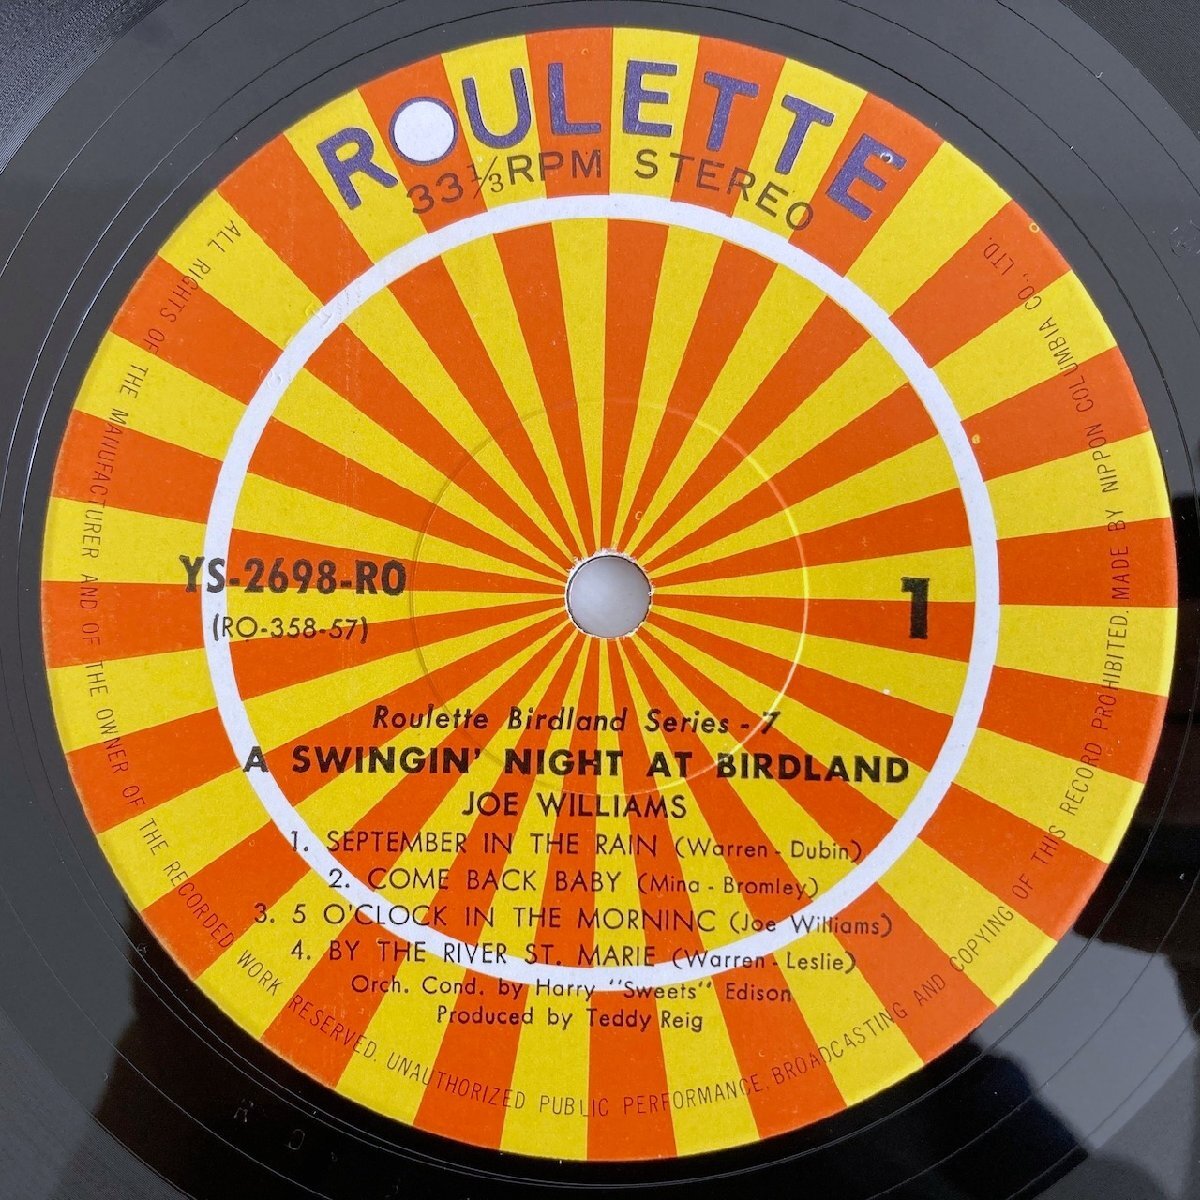 ROULETTE
33⅓ RPM STEREO
YS-2698-RO
(RO-358-57)
1
Roulette Birdland Series - 7
A SWINGIN' NIGHT AT BIRDLAND
JOE WILLIAMS
1. SEPTEMBER IN THE RAIN (Warren - Dubin)
2. COME BACK BABY (Mina - Bromley)
3. 5 O'CLOCK IN THE MORNINC (Joe Williams)
4. BY THE RIVER ST. MARIE (Warren - Leslie)
Orch. Cond. by Harry "Sweets" Edison
Produced by Teddy Reig
ALL RIGHTS OF THE MANUFACTURER AND OF THE OWNER OF THE RECORDED WORK RESERVED. UNAUTHORIZED PUBLIC PERFORMANCE. BROADCASTING AND COPYING OF THIS RECORD PROHIBITED. MADE BY NIPPON COLUMBIA CO., LTD.